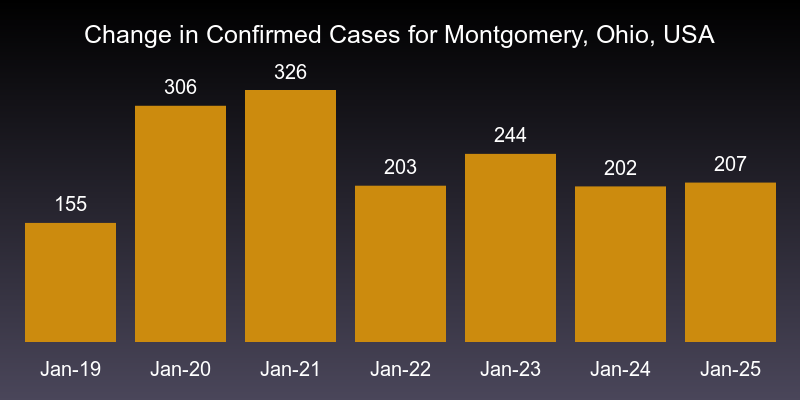 Change in Confirmed Cases for Montgomery, Ohio, USA
155
306
326
203
244
202
207
Jan-19
Jan-20
Jan-21
Jan-22
Jan-23
Jan-24
Jan-25